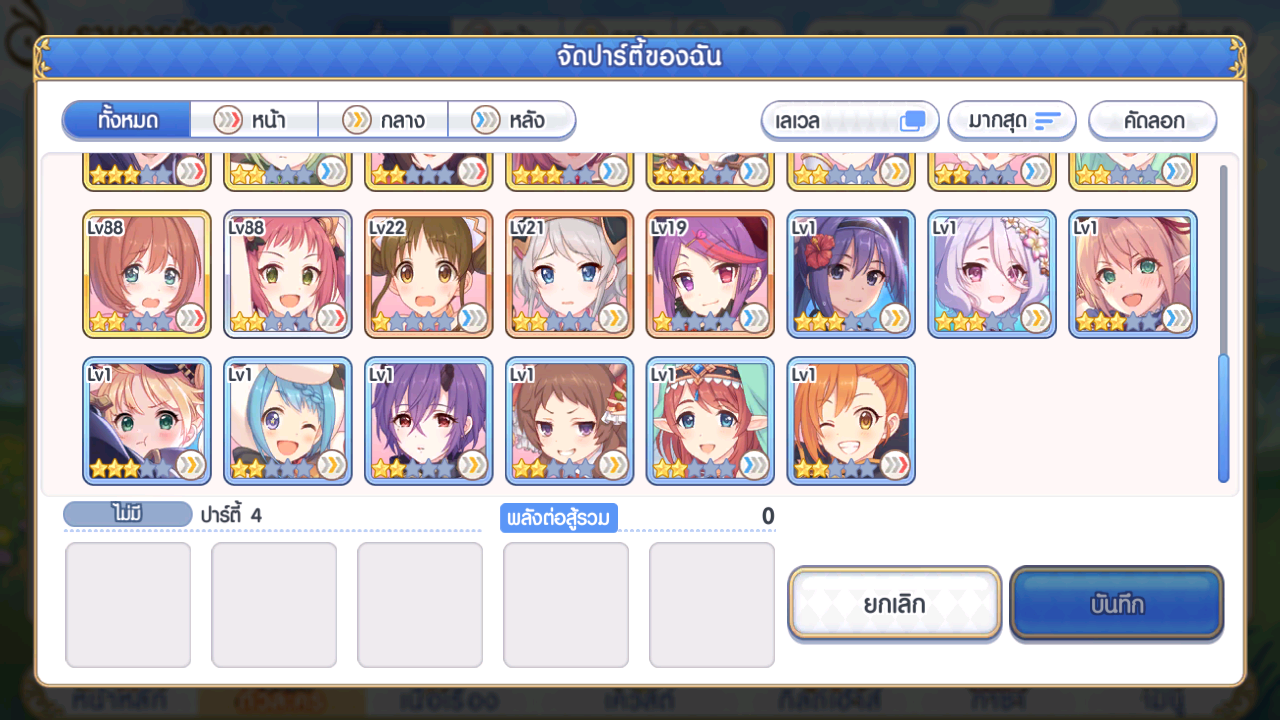 จัดปาร์ตี้ของฉัน
ทั้งหมด หน้า กลาง หลัง เลเวล มากสุด คัดลอก
Lv88 Lv88 Lv22 Lv21 Lv19 Lv1 Lv1 Lv1
Lv1 Lv1 Lv1 Lv1 Lv1 Lv1
ไม่มี ปาร์ตี้ 4 พลังต่อสู้รวม 0
ยกเลิก บันทึก